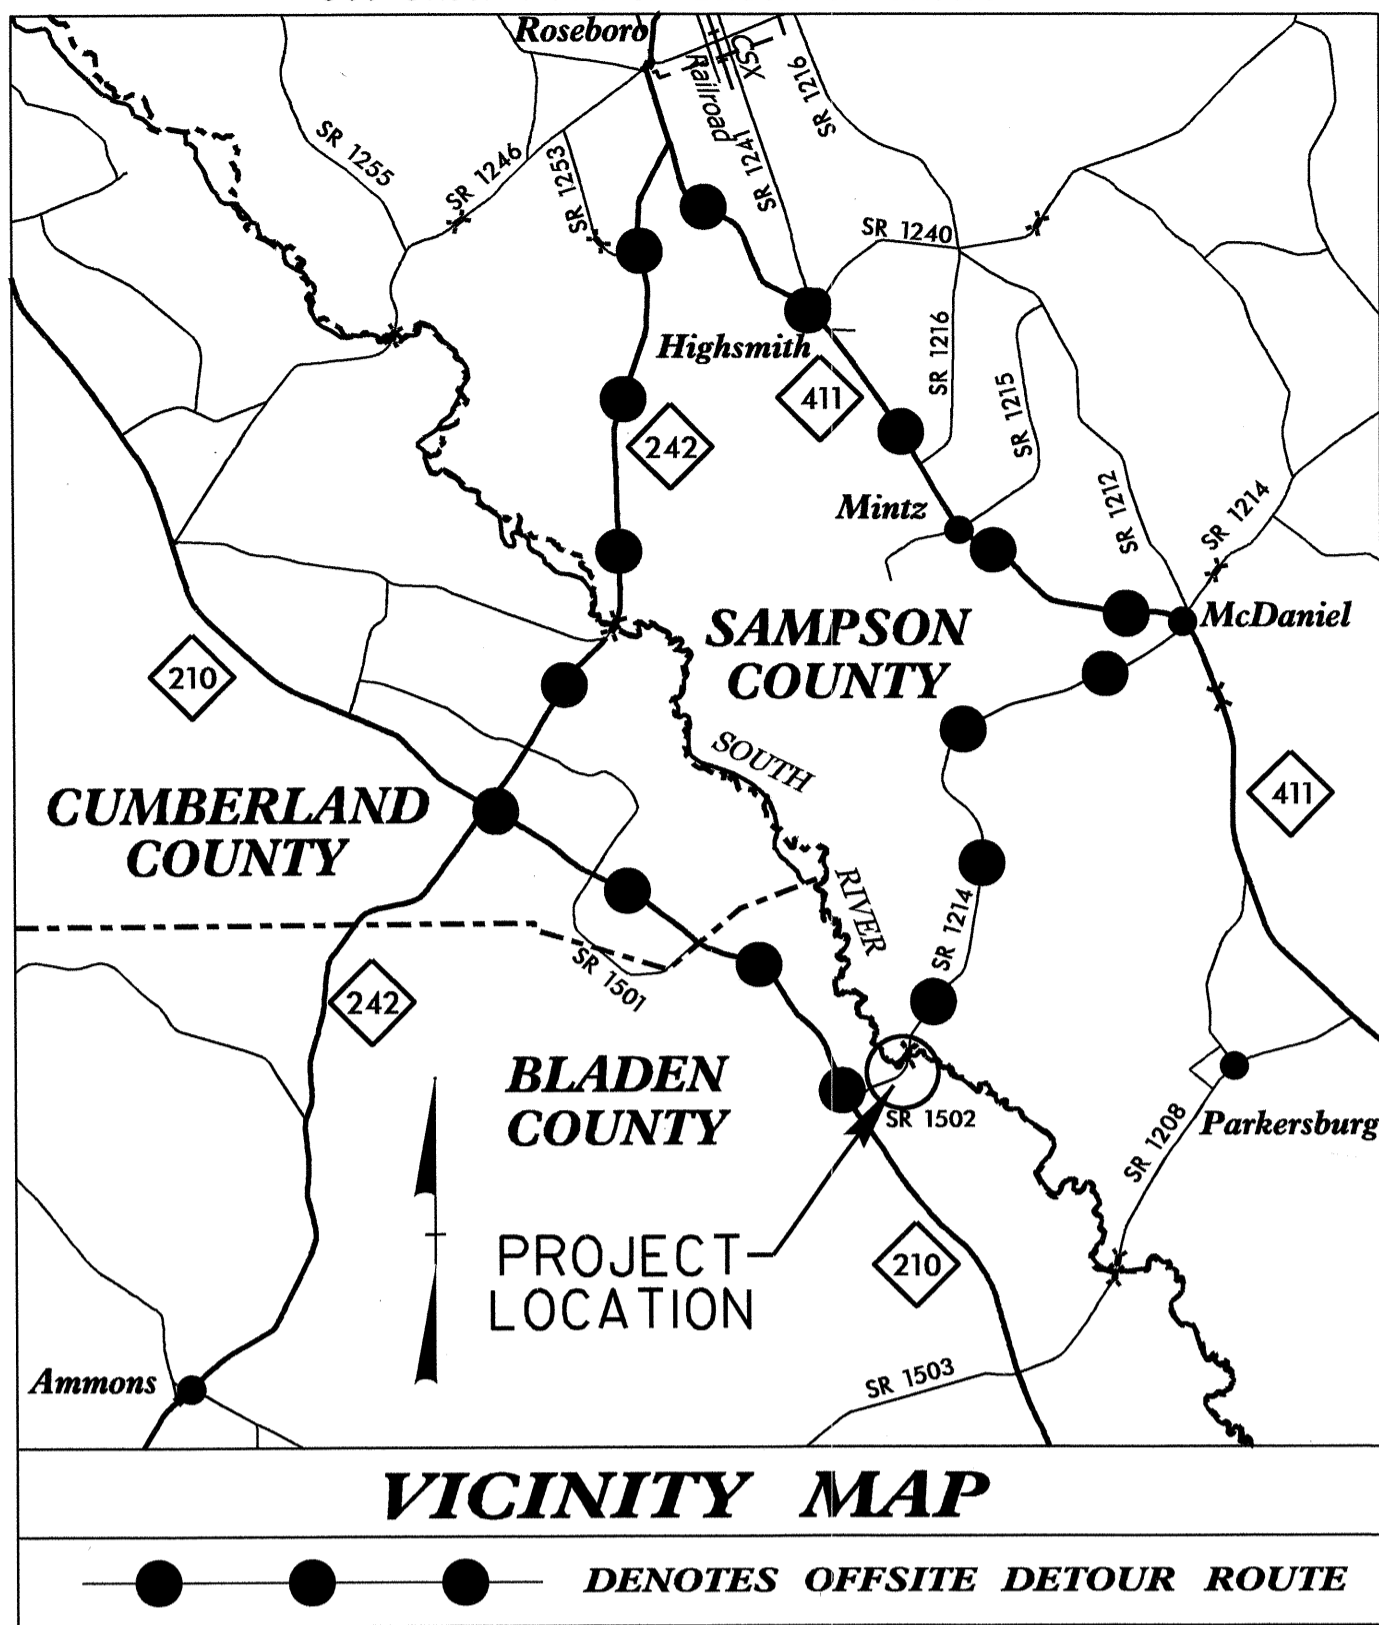 Roseboro
CSX
Railroad
SR 1216
SR 1255
SR 1246
SR 1253
SR 1241
SR 1240
Highsmith
411
SR 1216
SR 1215
242
Mintz
SR 1212
SR 1214
McDaniel
SAMPSON
COUNTY
210
SOUTH
RIVER
411
CUMBERLAND
COUNTY
SR 1214
SR 1501
242
BLADEN
COUNTY
SR 1502
Parkersburg
SR 1208
PROJECT
LOCATION
210
Ammons
SR 1503
VICINITY MAP
DENOTES OFFSITE DETOUR ROUTE